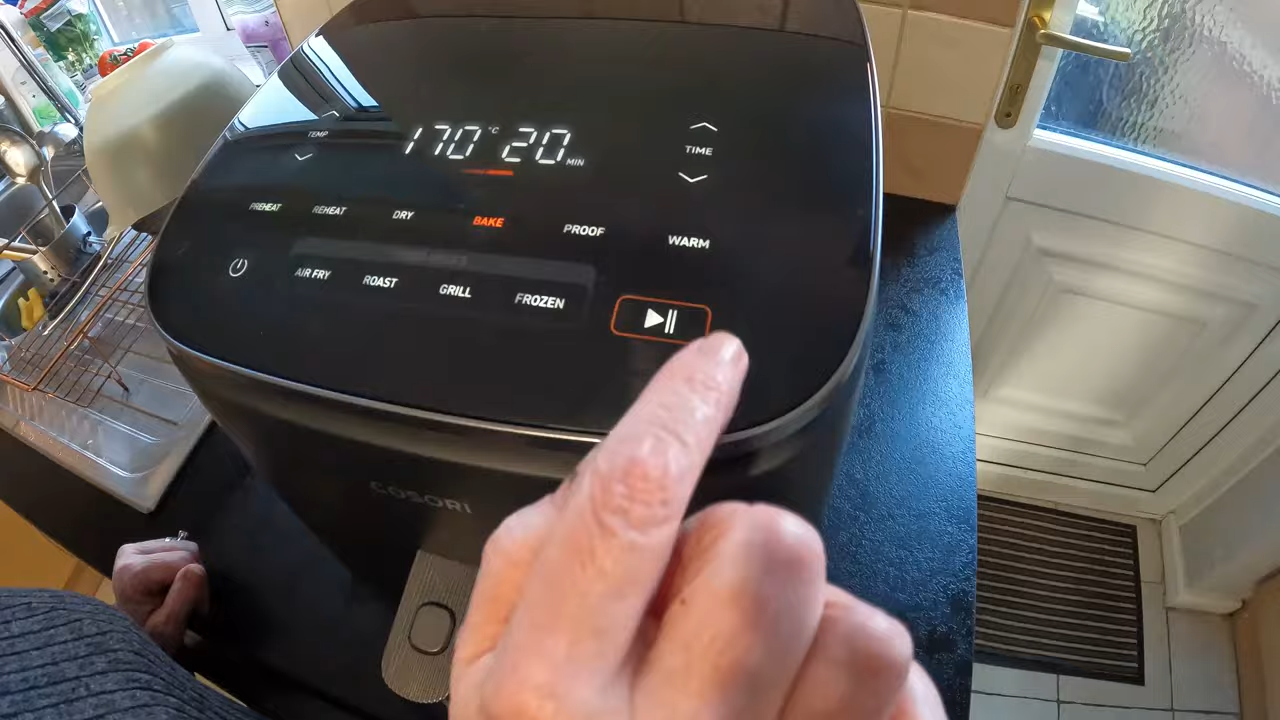 TEMP
170°C 20 MIN
TIME
PREHEAT REHEAT DRY BAKE PROOF WARM
AIR FRY ROAST GRILL FROZEN
COSORI